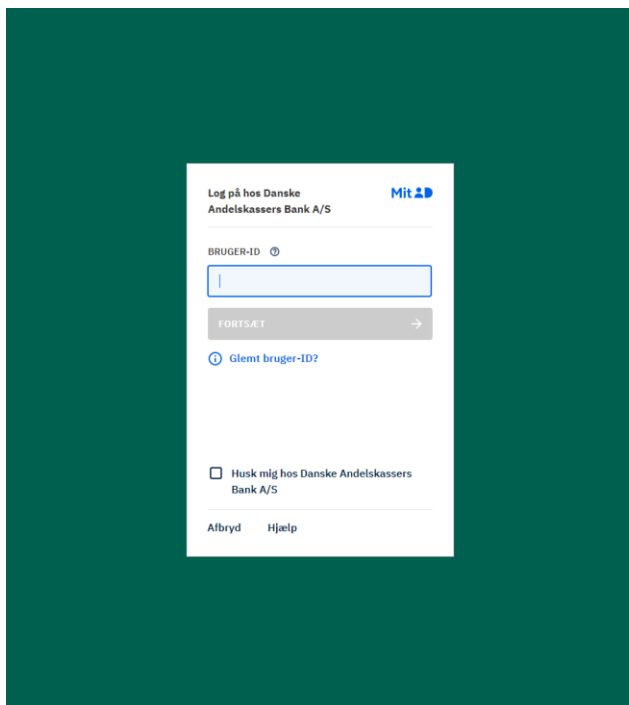 Log på hos Danske
Andelskassers Bank A/S
Mit
BRUGER-ID
FORTSÆT
Glemt bruger-ID?
Husk mig hos Danske Andelskassers
Bank A/S
Afbryd Hjælp